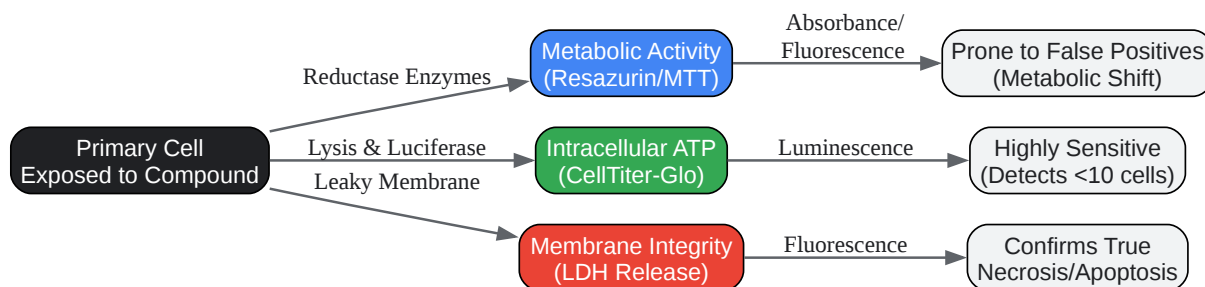 Primary Cell
Exposed to Compound
Reductase Enzymes
Lysis & Luciferase
Leaky Membrane
Metabolic Activity
(Resazurin/MTT)
Absorbance/
Fluorescence
Prone to False Positives
(Metabolic Shift)
Intracellular ATP
(CellTiter-Glo)
Luminescence
Highly Sensitive
(Detects <10 cells)
Membrane Integrity
(LDH Release)
Fluorescence
Confirms True
Necrosis/Apoptosis